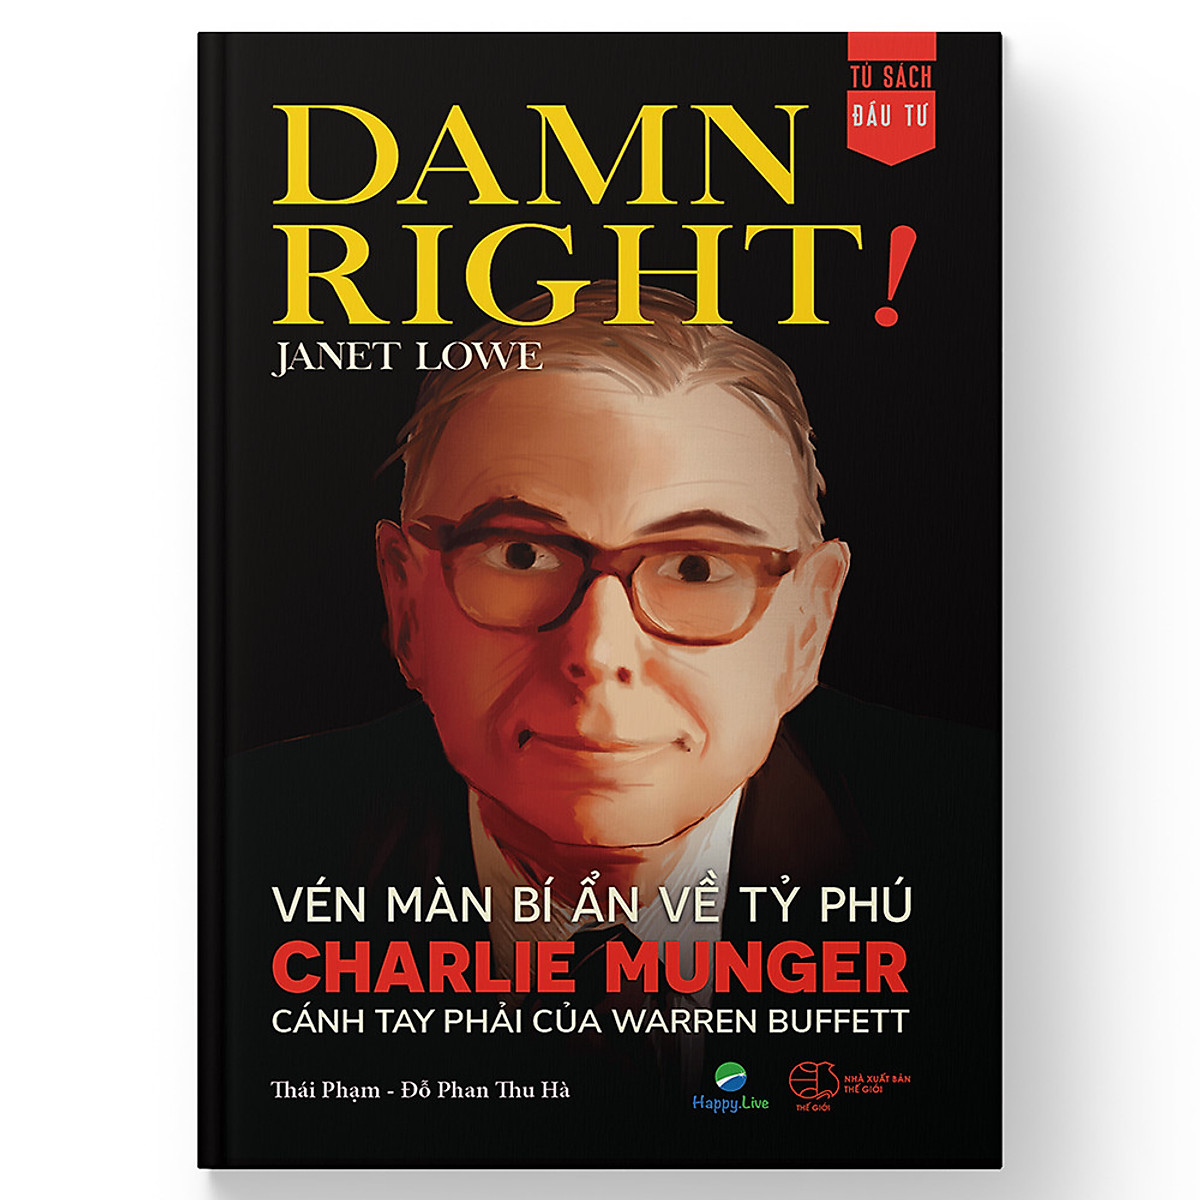 TỦ SÁCH
ĐẦU TƯ
DAMN
RIGHT!
JANET LOWE
VÉN MÀN BÍ ẨN VỀ TỶ PHÚ
CHARLIE MUNGER
CÁNH TAY PHẢI CỦA WARREN BUFFETT
Thái Phạm - Đỗ Phan Thu Hà
Happy.Live
THẾ GIỚI
NHÀ XUẤT BẢN
THẾ GIỚI